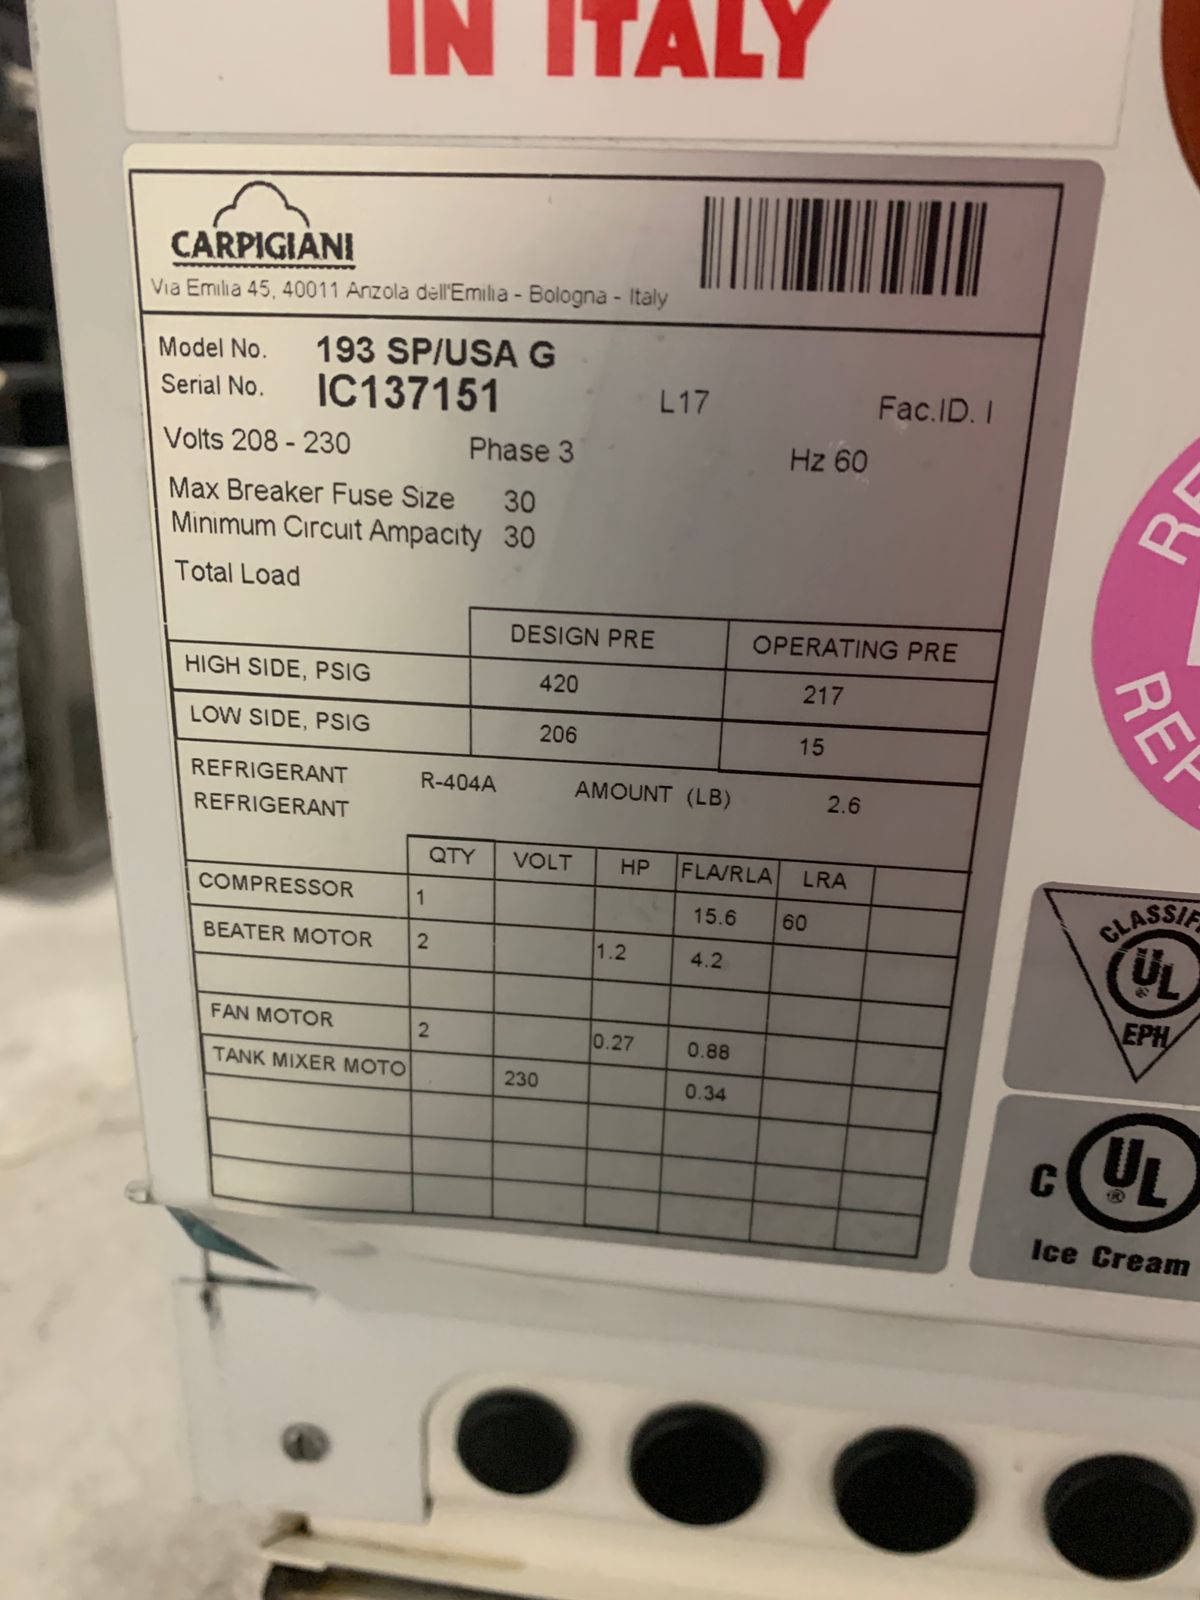 IN ITALY
CARPIGIANI
Via Emilia 45, 40011 Anzola dell'Emilia - Bologna - Italy
Model No. 193 SP/USA G
Serial No. IC137151 L17 Fac.ID. I
Volts 208 - 230 Phase 3 Hz 60
Max Breaker Fuse Size 30
Minimum Circuit Ampacity 30
Total Load
DESIGN PRE OPERATING PRE
HIGH SIDE, PSIG 420 217
LOW SIDE, PSIG 206 15
REFRIGERANT R-404A AMOUNT (LB) 2.6
REFRIGERANT
QTY VOLT HP FLA/RLA LRA
COMPRESSOR 1 15.6 60
BEATER MOTOR 2 1.2 4.2
FAN MOTOR 2 0.27 0.88
TANK MIXER MOTO 230 0.34
UL
®
EPH
C UL
®
Ice Cream